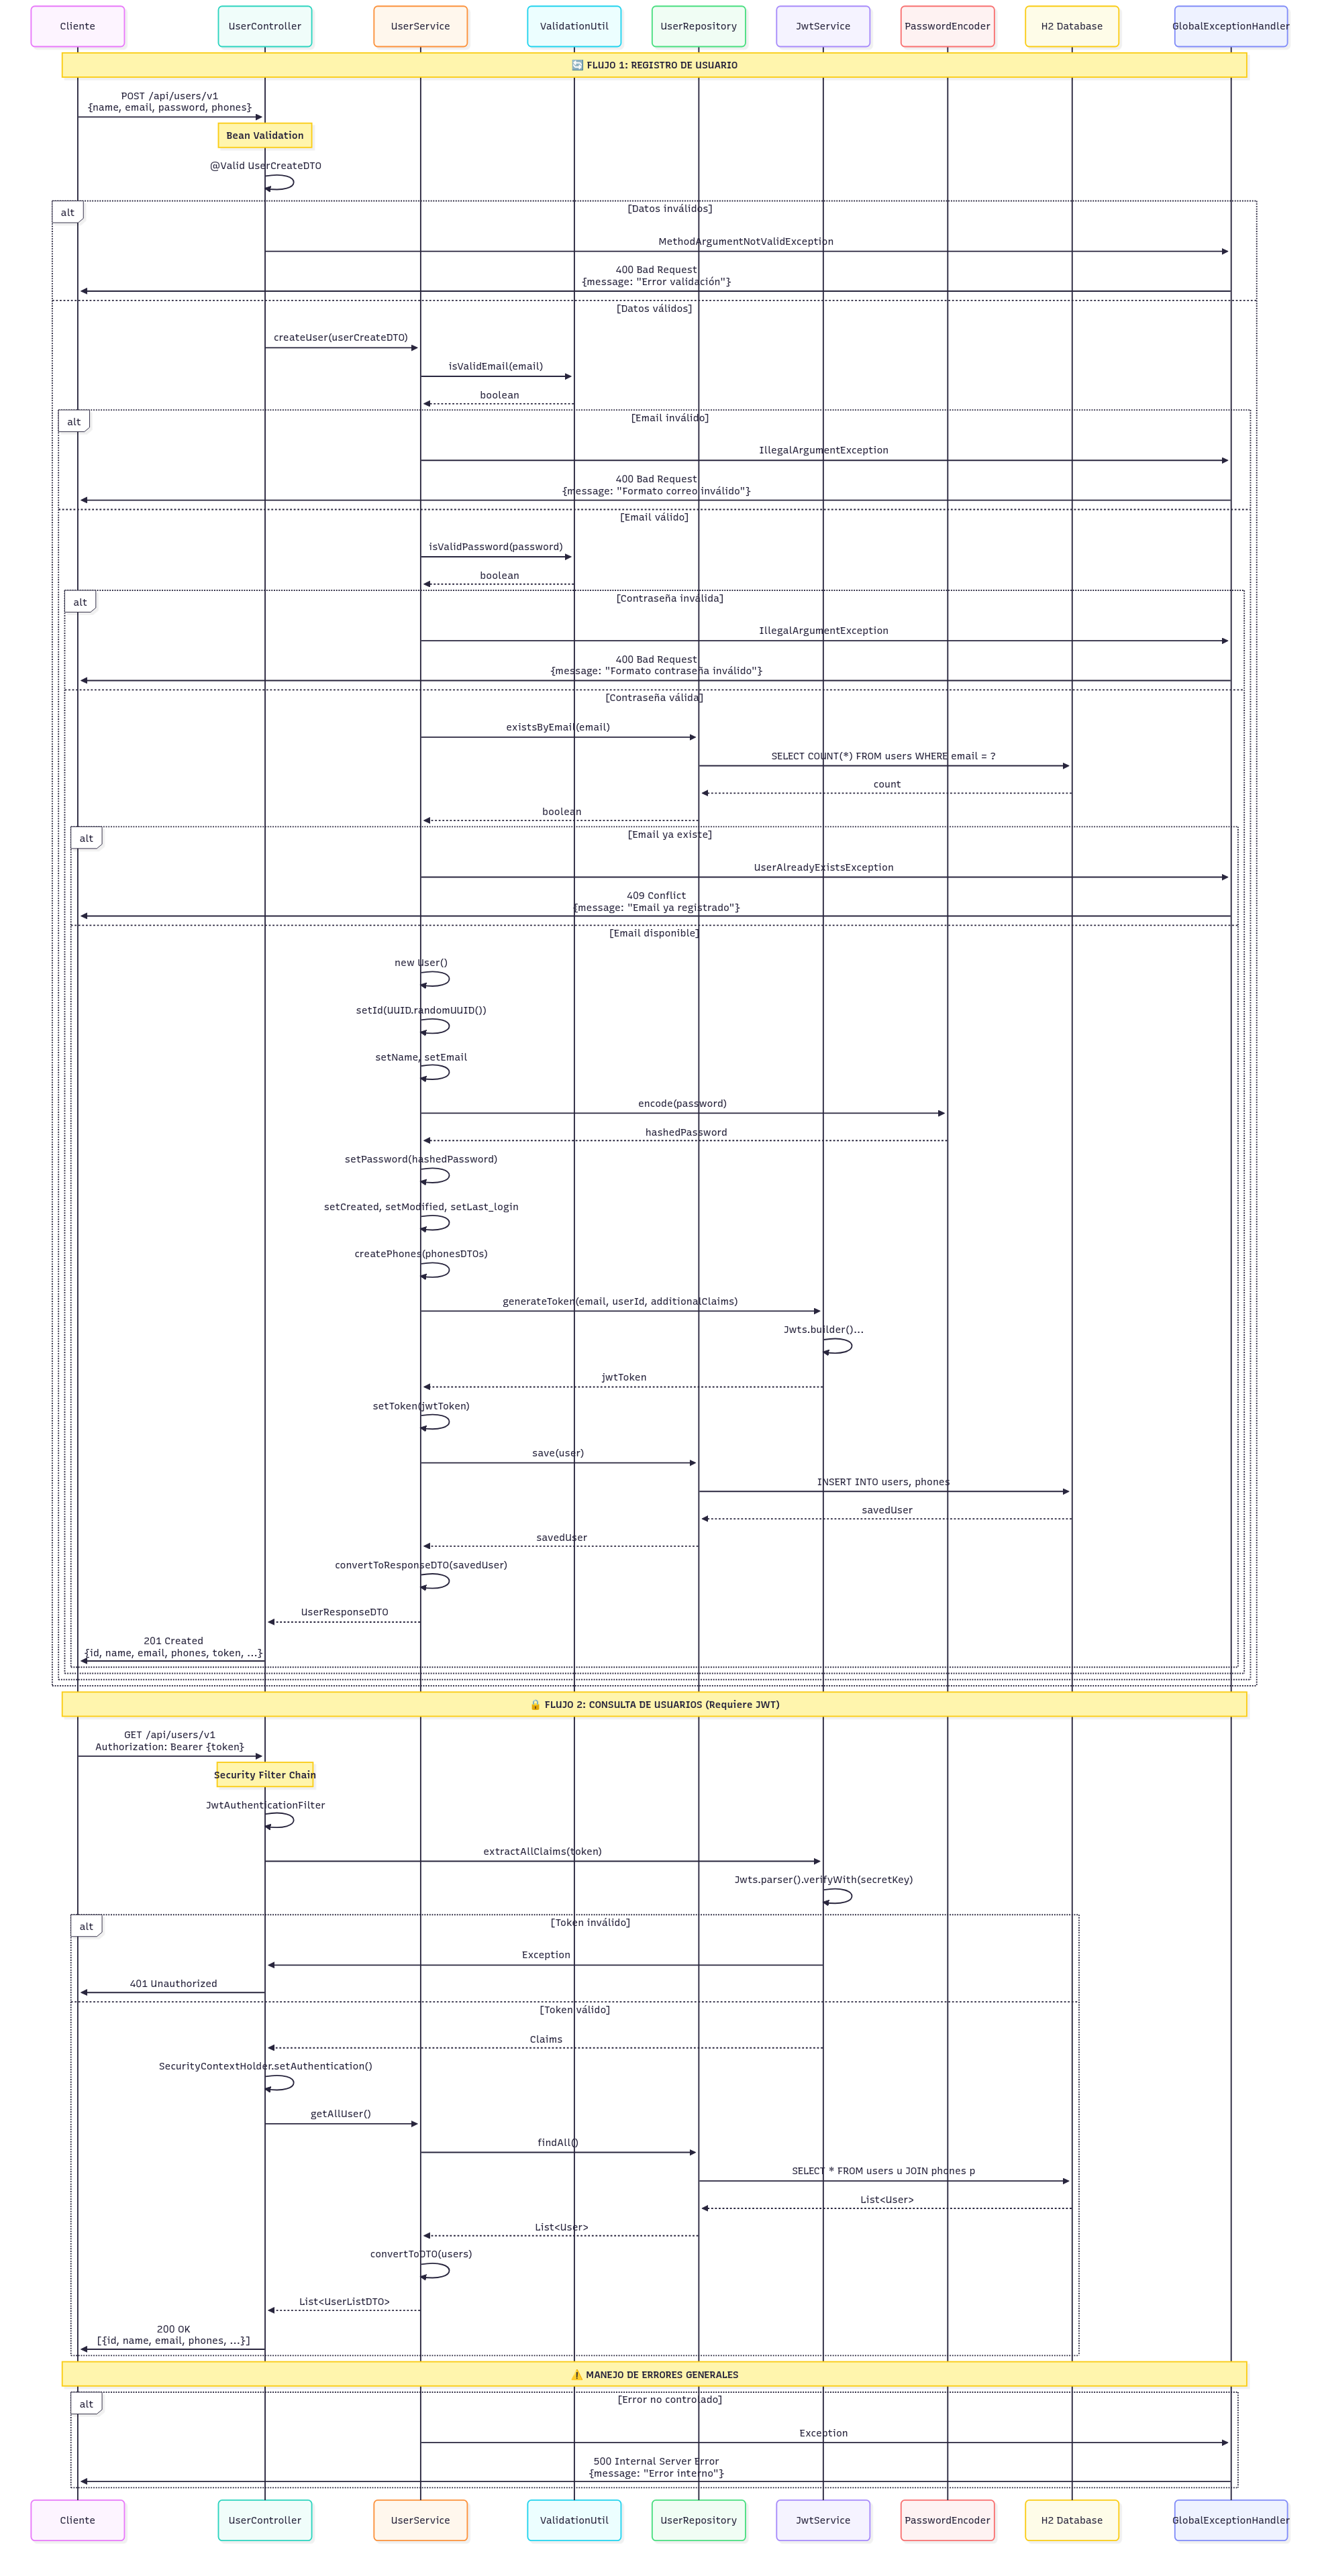 Cliente
UserController
UserService
ValidationUtil
UserRepository
JwtService
PasswordEncoder
H2 Database
GlobalExceptionHandler
🔄 FLUJO 1: REGISTRO DE USUARIO
POST /api/users/v1
{name, email, password, phones}
Bean Validation
@Valid UserCreateDTO
alt
[Datos inválidos]
MethodArgumentNotValidException
400 Bad Request
{message: "Error validación"}
[Datos válidos]
createUser(userCreateDTO)
isValidEmail(email)
boolean
alt
[Email inválido]
IllegalArgumentException
400 Bad Request
{message: "Formato correo inválido"}
[Email válido]
isValidPassword(password)
boolean
alt
[Contraseña inválida]
IllegalArgumentException
400 Bad Request
{message: "Formato contraseña inválido"}
[Contraseña válida]
existsByEmail(email)
SELECT COUNT(*) FROM users WHERE email = ?
count
boolean
alt
[Email ya existe]
UserAlreadyExistsException
409 Conflict
{message: "Email ya registrado"}
[Email disponible]
new User()
setId(UUID.randomUUID())
setName, setEmail
encode(password)
hashedPassword
setPassword(hashedPassword)
setCreated, setModified, setLast_login
createPhones(phonesDTOs)
generateToken(email, userId, additionalClaims)
Jwts.builder()...
jwtToken
setToken(jwtToken)
save(user)
INSERT INTO users, phones
savedUser
savedUser
convertToResponseDTO(savedUser)
UserResponseDTO
201 Created
{id, name, email, phones, token, ...}
🔒 FLUJO 2: CONSULTA DE USUARIOS (Requiere JWT)
GET /api/users/v1
Authorization: Bearer {token}
Security Filter Chain
JwtAuthenticationFilter
extractAllClaims(token)
Jwts.parser().verifyWith(secretKey)
alt
[Token inválido]
Exception
401 Unauthorized
[Token válido]
Claims
SecurityContextHolder.setAuthentication()
getAllUser()
findAll()
SELECT * FROM users u JOIN phones p
List<User>
List<User>
convertToDTO(users)
List<UserListDTO>
200 OK
[{id, name, email, phones, ...}]
⚠️ MANEJO DE ERRORES GENERALES
alt
[Error no controlado]
Exception
500 Internal Server Error
{message: "Error interno"}
Cliente
UserController
UserService
ValidationUtil
UserRepository
JwtService
PasswordEncoder
H2 Database
GlobalExceptionHandler